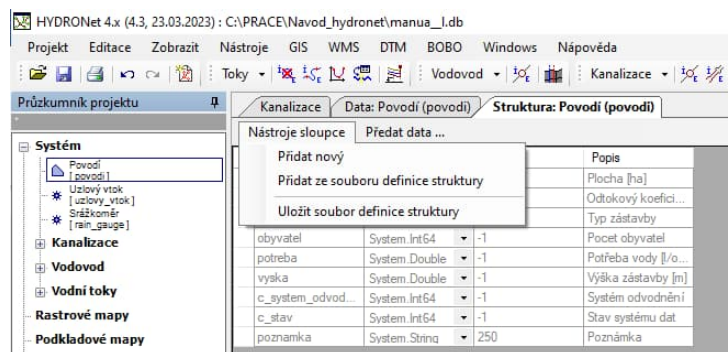 HYDRONet 4.x (4.3, 23.03.2023) : C:\PRACE\Navod_hydronet\manua__l.db
Projekt Editace Zobrazit Nástroje GIS WMS DTM BOBO Windows Nápověda
Toky Vodovod Kanalizace
Průzkumník projektu
Kanalizace Data: Povodí (povodi) Struktura: Povodí (povodi)
Nástroje sloupce Předat data ...
Přidat nový
Přidat ze souboru definice struktury
Uložit soubor definice struktury
Systém
Povodí
[povodi]
Uzlový vtok
[uzlovy_vtok]
Srážkoměr
[rain_gauge]
Kanalizace
Vodovod
Vodní toky
Rastrové mapy
Podkladové mapy
Popis
Plocha [ha]
Odtokový koefici...
Typ zástavby
obyvatel System.Int64 -1 Pocet obyvatel
potreba System.Double -1 Potřeba vody [l/o...
vyska System.Double -1 Výška zástavby [m]
c_system_odvod... System.Int64 -1 Systém odvodnění
c_stav System.Int64 -1 Stav systému dat
poznamka System.String 250 Poznámka